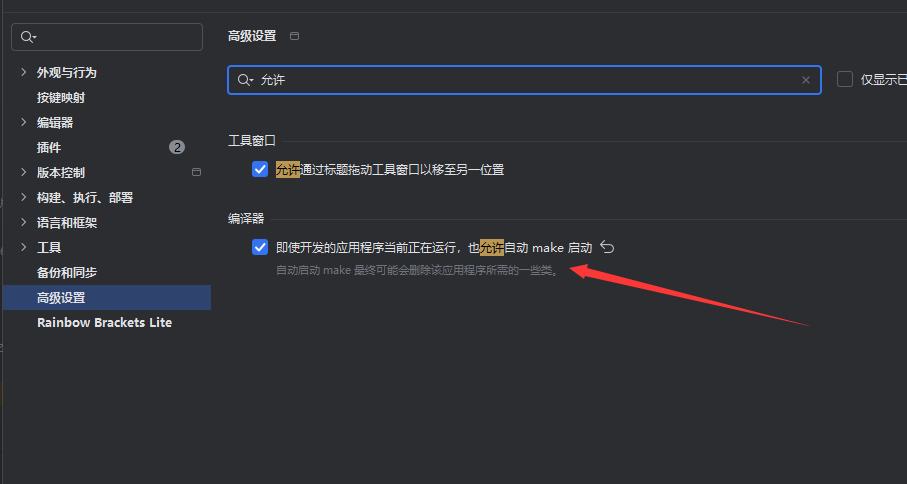 高级设置
外观与行为
按键映射
编辑器
插件 2
版本控制
构建、执行、部署
语言和框架
工具
备份和同步
高级设置
Rainbow Brackets Lite
允许
仅显示已
工具窗口
允许通过标题拖动工具窗口以移至另一位置
编译器
即使开发的应用程序当前正在运行，也允许自动 make 启动
自动启动 make 最终可能会删除该应用程序所需的一些类。